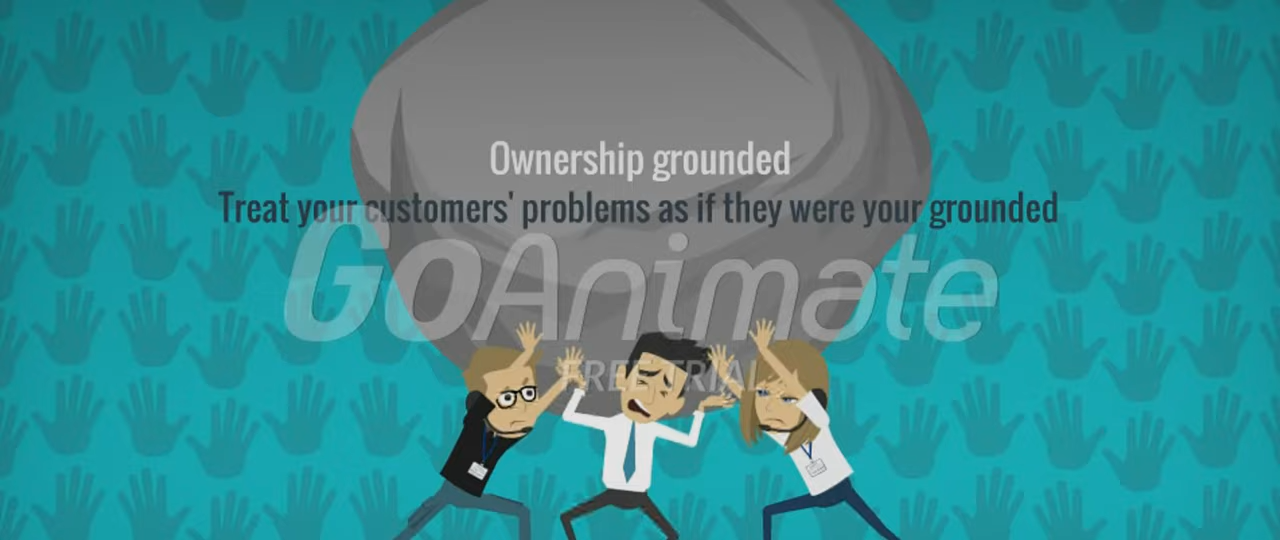 Ownership grounded
Treat your customers' problems as if they were your grounded
GoAnimate
FREE TRIAL